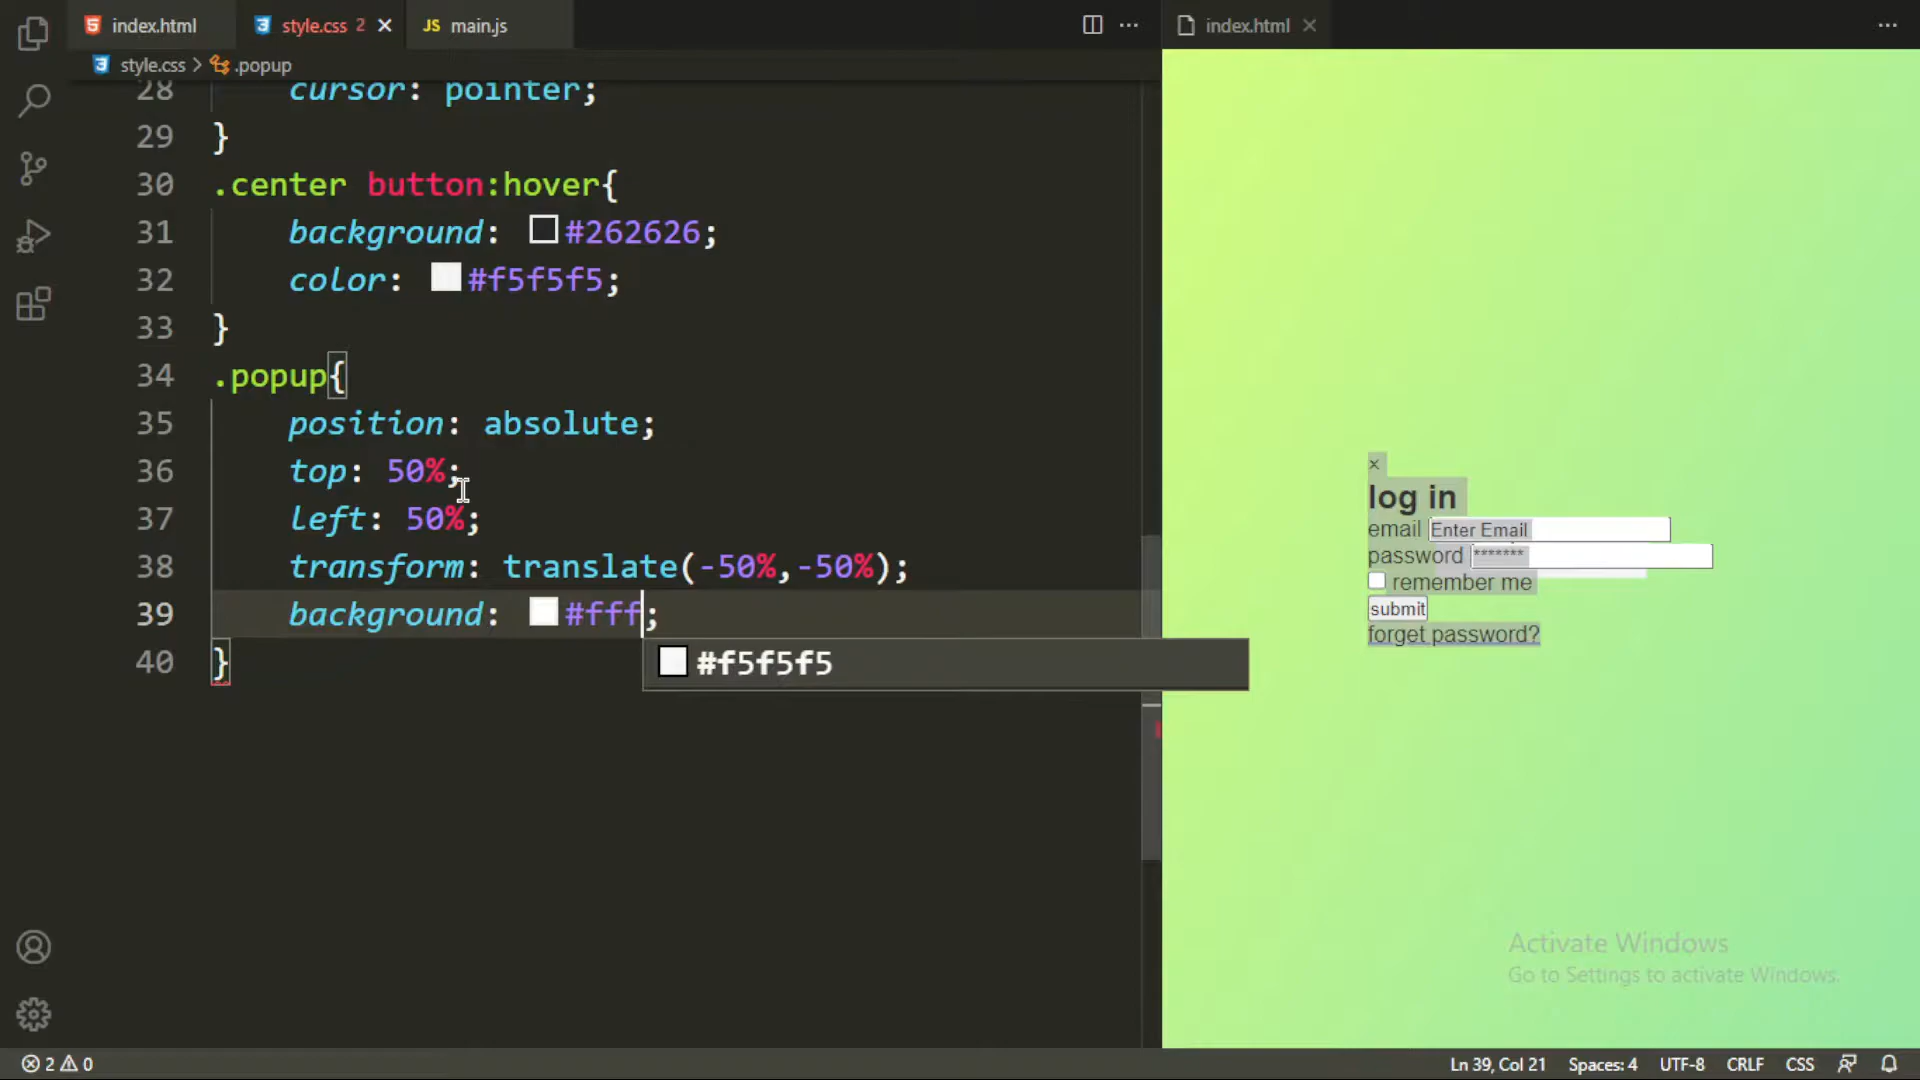 index.html
style.css 2
JS main.js
index.html
style.css > .popup
28 cursor: pointer;
29 }
30 .center button:hover{
31 background: #262626;
32 color: #f5f5f5;
33 }
34 .popup{
35 position: absolute;
36 top: 50%;
37 left: 50%;
38 transform: translate(-50%,-50%);
39 background: #fff;
#f5f5f5
40 }
×
log in
email Enter Email
password *******
remember me
submit
forget password?
Activate Windows
Go to Settings to activate Windows.
2 0
Ln 39, Col 21 Spaces: 4 UTF-8 CRLF CSS